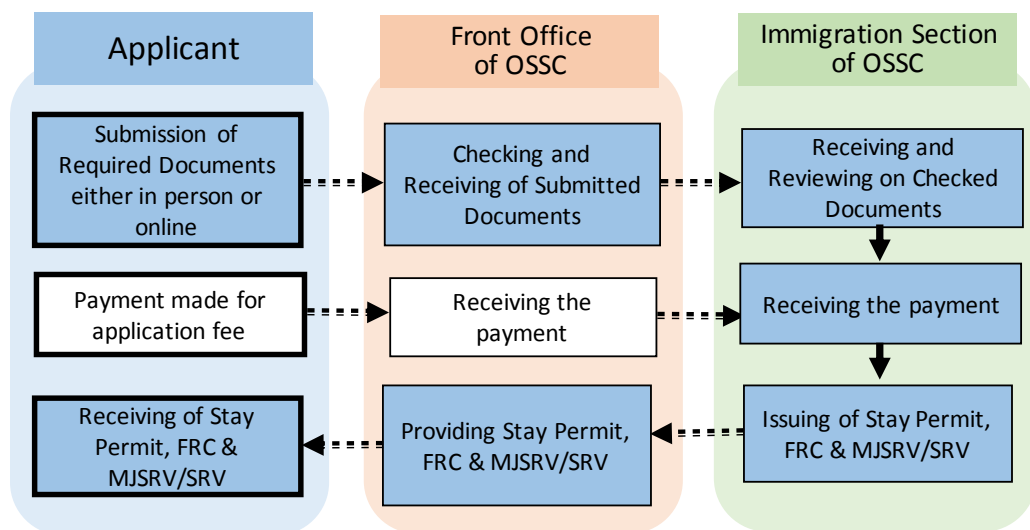 Applicant
Front Office
of OSSC
Immigration Section
of OSSC
Submission of
Required Documents
either in person or
online
Checking and
Receiving of Submitted
Documents
Receiving and
Reviewing on Checked
Documents
Payment made for
application fee
Receiving the
payment
Receiving the payment
Receiving of Stay
Permit, FRC &
MJSRV/SRV
Providing Stay Permit,
FRC & MJSRV/SRV
Issuing of Stay Permit,
FRC & MJSRV/SRV